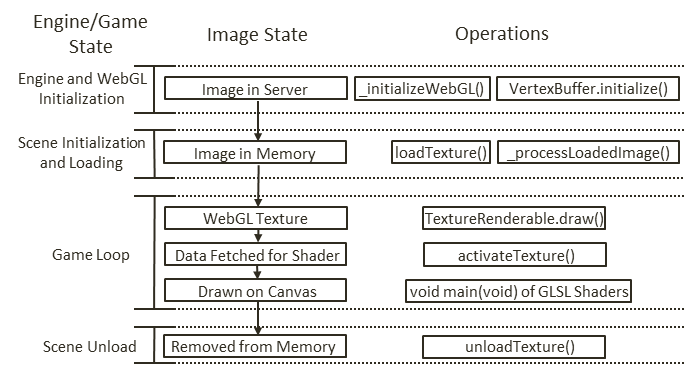 Engine/Game
State
Image State
Operations
Engine and WebGL
Initialization
Image in Server
_initializeWebGL()
VertexBuffer.initialize()
Scene Initialization
and Loading
Image in Memory
loadTexture()
_processLoadedImage()
Game Loop
WebGL Texture
TextureRenderable.draw()
Data Fetched for Shader
activateTexture()
Drawn on Canvas
void main(void) of GLSL Shaders
Scene Unload
Removed from Memory
unloadTexture()